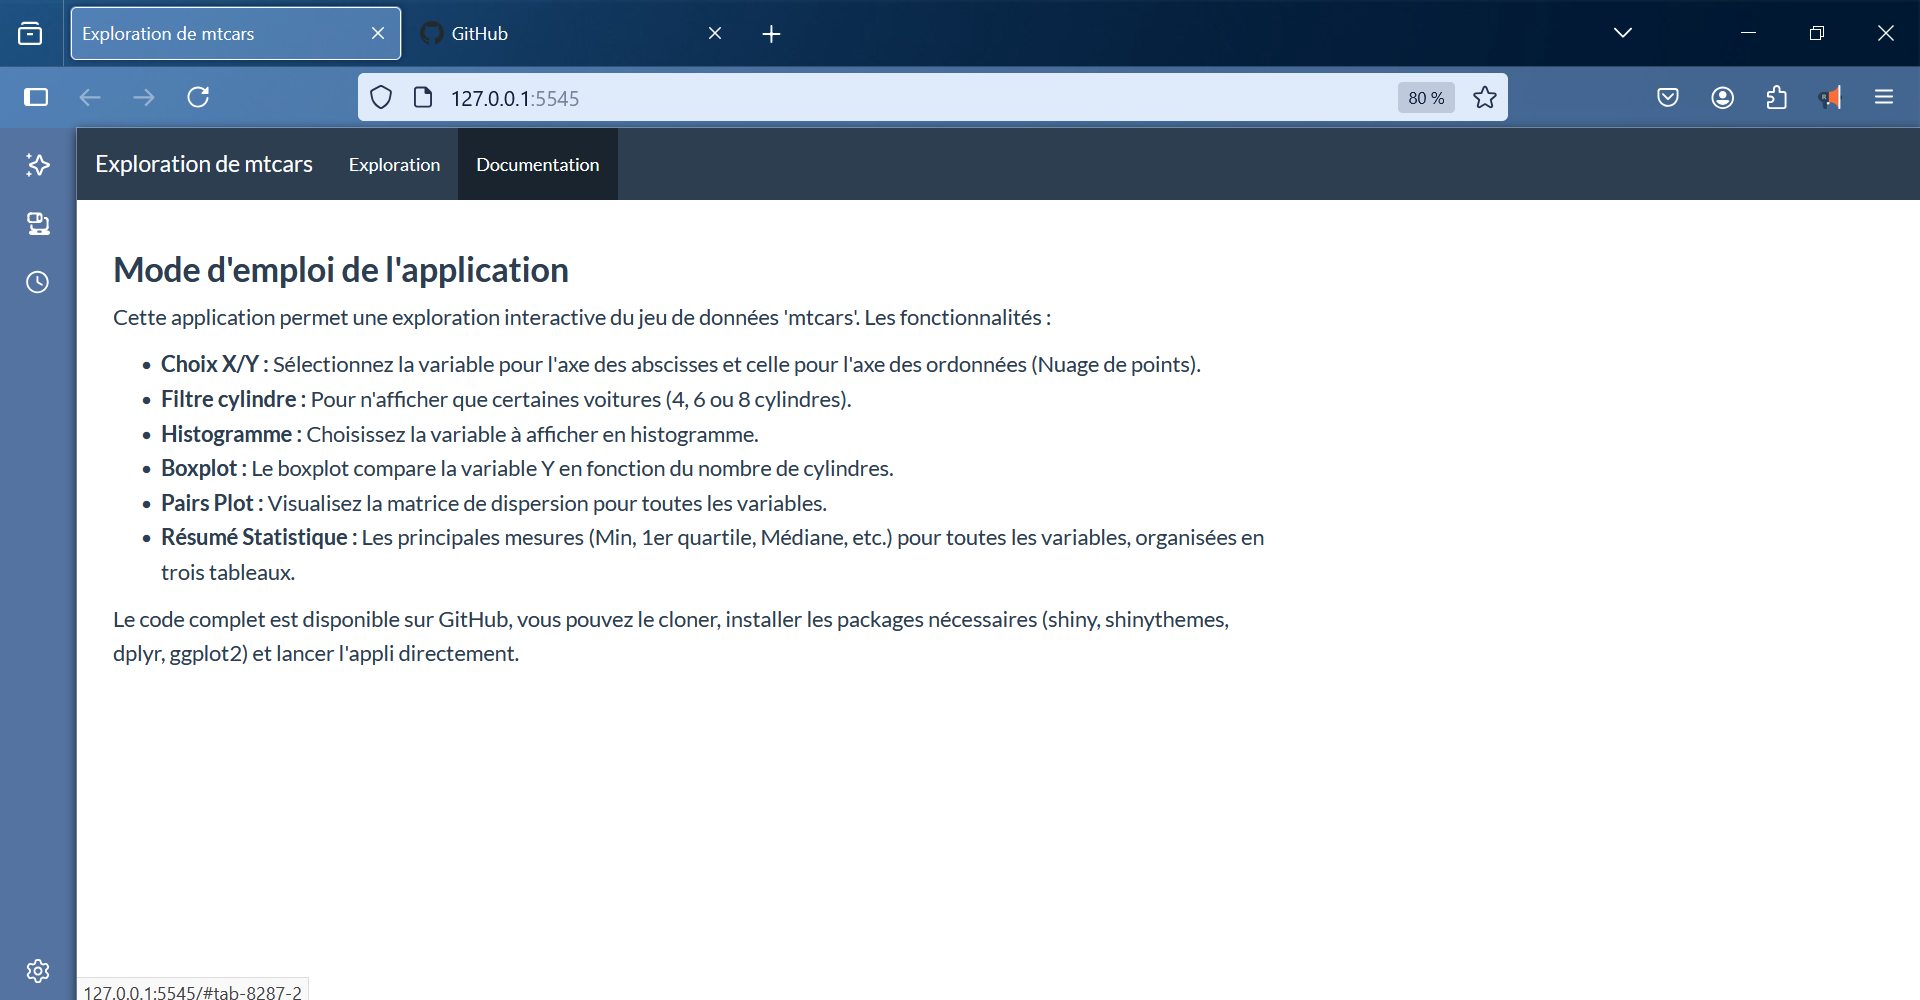 Exploration de mtcars
GitHub
127.0.0.1:5545
80 %
Exploration de mtcars
Exploration
Documentation
Mode d'emploi de l'application
Cette application permet une exploration interactive du jeu de données 'mtcars'. Les fonctionnalités :
• Choix X/Y : Sélectionnez la variable pour l'axe des abscisses et celle pour l'axe des ordonnées (Nuage de points).
• Filtre cylindre : Pour n'afficher que certaines voitures (4, 6 ou 8 cylindres).
• Histogramme : Choisissez la variable à afficher en histogramme.
• Boxplot : Le boxplot compare la variable Y en fonction du nombre de cylindres.
• Pairs Plot : Visualisez la matrice de dispersion pour toutes les variables.
• Résumé Statistique : Les principales mesures (Min, 1er quartile, Médiane, etc.) pour toutes les variables, organisées en
trois tableaux.
Le code complet est disponible sur GitHub, vous pouvez le cloner, installer les packages nécessaires (shiny, shinythemes,
dplyr, ggplot2) et lancer l'appli directement.
127.0.0.1:5545/#tab-8287-2